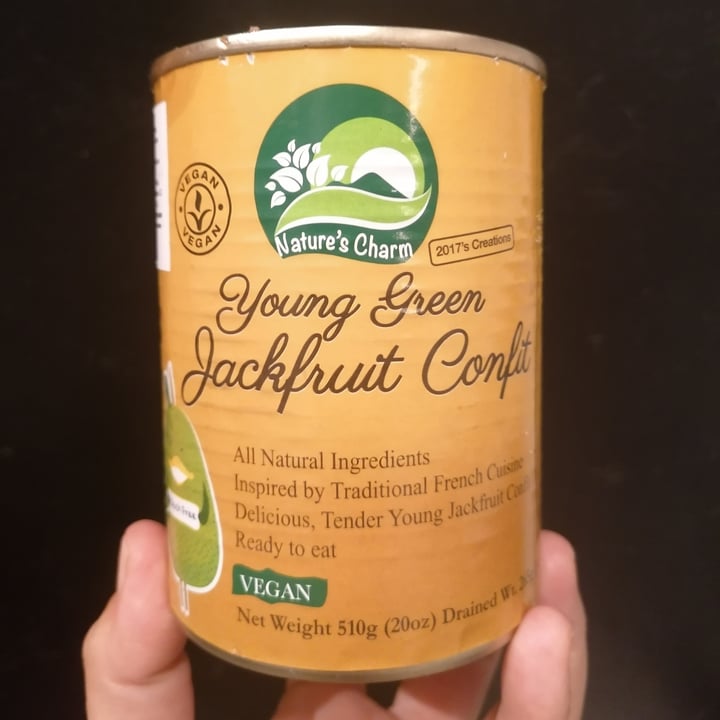 VEGAN
VEGAN
Nature's Charm
2017's Creations
Young Green
Jackfruit Confit
All Natural Ingredients
Inspired by Traditional French Cuisine
Delicious, Tender Young Jackfruit
Ready to eat
VEGAN
Net Weight 510g (20oz) Drained Wt.